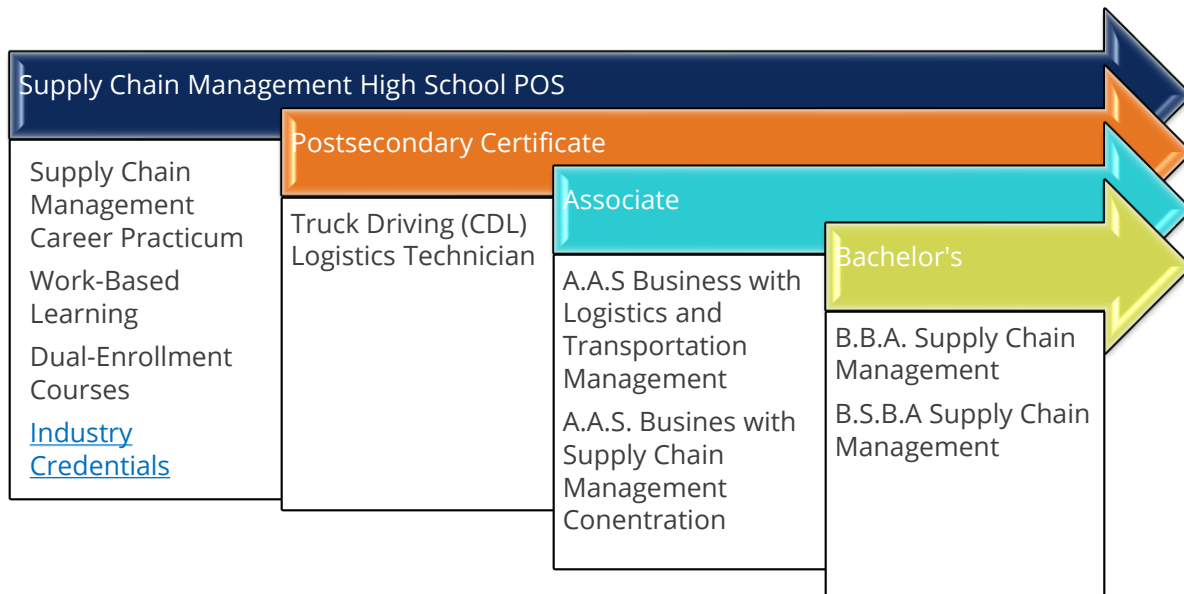 Supply Chain Management High School POS
Supply Chain
Management
Career Practicum
Work-Based
Learning
Dual-Enrollment
Courses
Industry
Credentials
Postsecondary Certificate
Truck Driving (CDL)
Logistics Technician
Associate
A.A.S Business with
Logistics and
Transportation
Management
A.A.S. Busines with
Supply Chain
Management
Conentration
Bachelor's
B.B.A. Supply Chain
Management
B.S.B.A Supply Chain
Management